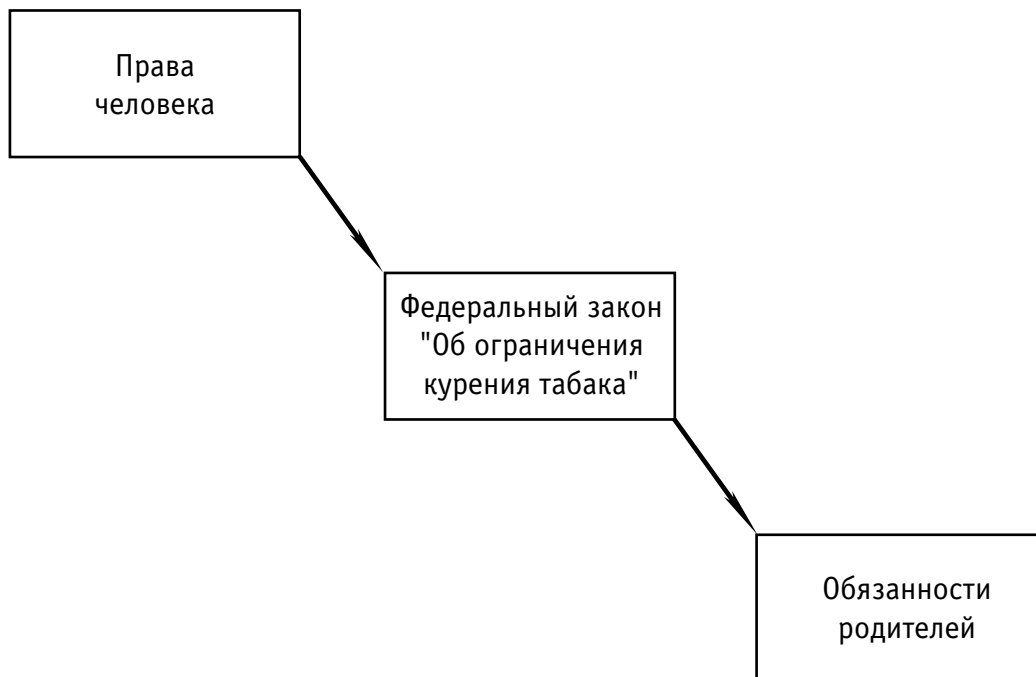 Права
человека
Федеральный закон
"Об ограничения
курения табака"
Обязанности
родителей